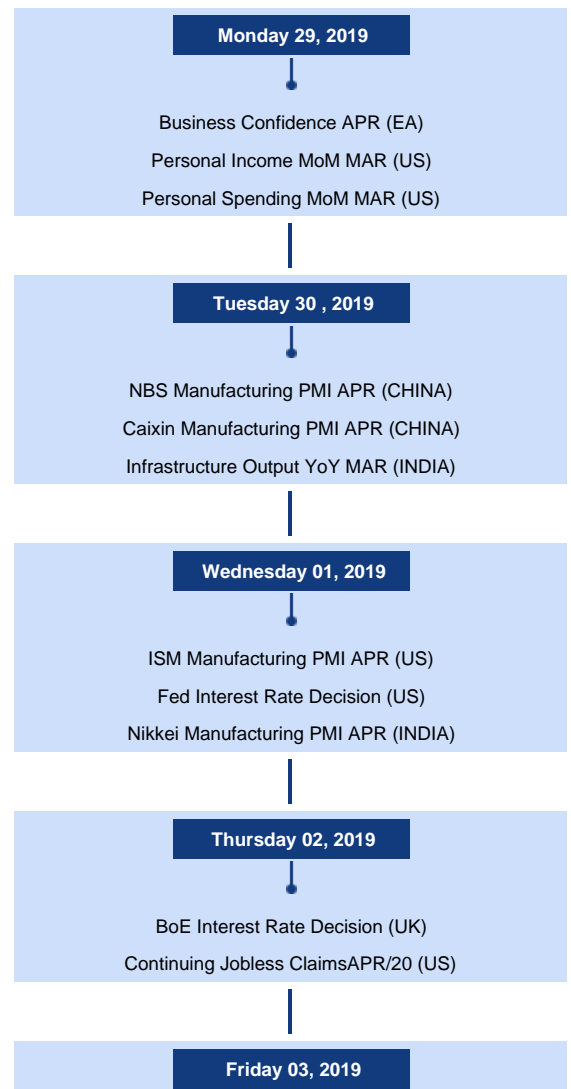 Monday 29, 2019
Business Confidence APR (EA)
Personal Income MoM MAR (US)
Personal Spending MoM MAR (US)
Tuesday 30 , 2019
NBS Manufacturing PMI APR (CHINA)
Caixin Manufacturing PMI APR (CHINA)
Infrastructure Output YoY MAR (INDIA)
Wednesday 01, 2019
ISM Manufacturing PMI APR (US)
Fed Interest Rate Decision (US)
Nikkei Manufacturing PMI APR (INDIA)
Thursday 02, 2019
BoE Interest Rate Decision (UK)
Continuing Jobless ClaimsAPR/20 (US)
Friday 03, 2019